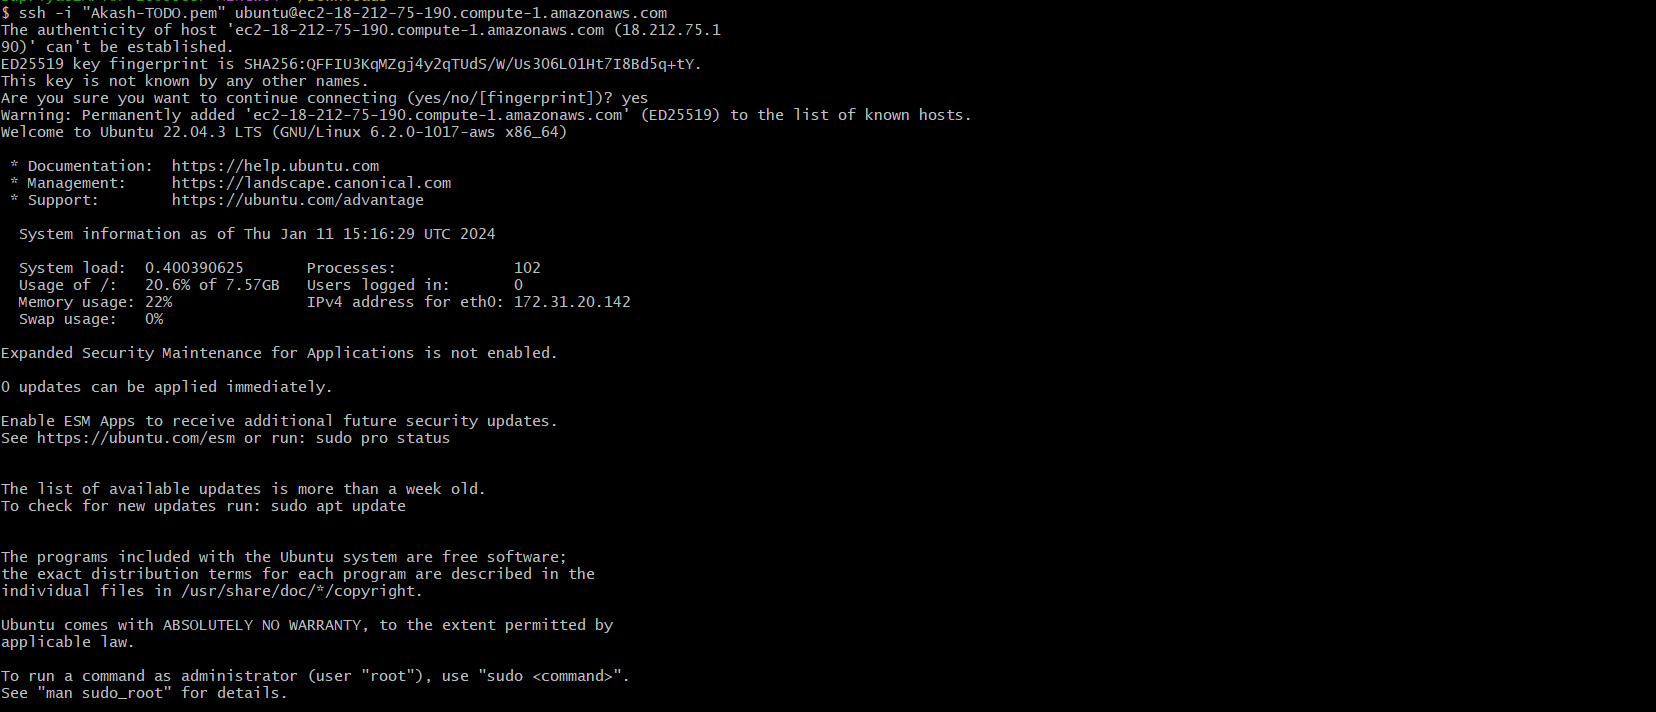 $ ssh -i "Akash-TODO.pem" ubuntu@ec2-18-212-75-190.compute-1.amazonaws.com
The authenticity of host 'ec2-18-212-75-190.compute-1.amazonaws.com (18.212.75.1
90)' can't be established.
ED25519 key fingerprint is SHA256:QFFIU3KqMZgj4y2qTUdS/W/Us3O6LO1Ht7I8Bd5q+tY.
This key is not known by any other names.
Are you sure you want to continue connecting (yes/no/[fingerprint])? yes
Warning: Permanently added 'ec2-18-212-75-190.compute-1.amazonaws.com' (ED25519) to the list of known hosts.
Welcome to Ubuntu 22.04.3 LTS (GNU/Linux 6.2.0-1017-aws x86_64)
* Documentation:  https://help.ubuntu.com
* Management:     https://landscape.canonical.com
* Support:        https://ubuntu.com/advantage
System information as of Thu Jan 11 15:16:29 UTC 2024
System load:  0.400390625       Processes:             102
Usage of /:   20.6% of 7.57GB   Users logged in:       0
Memory usage: 22%               IPv4 address for eth0: 172.31.20.142
Swap usage:   0%
Expanded Security Maintenance for Applications is not enabled.
0 updates can be applied immediately.
Enable ESM Apps to receive additional future security updates.
See https://ubuntu.com/esm or run: sudo pro status
The list of available updates is more than a week old.
To check for new updates run: sudo apt update
The programs included with the Ubuntu system are free software;
the exact distribution terms for each program are described in the
individual files in /usr/share/doc/*/copyright.
Ubuntu comes with ABSOLUTELY NO WARRANTY, to the extent permitted by
applicable law.
To run a command as administrator (user "root"), use "sudo <command>".
See "man sudo_root" for details.